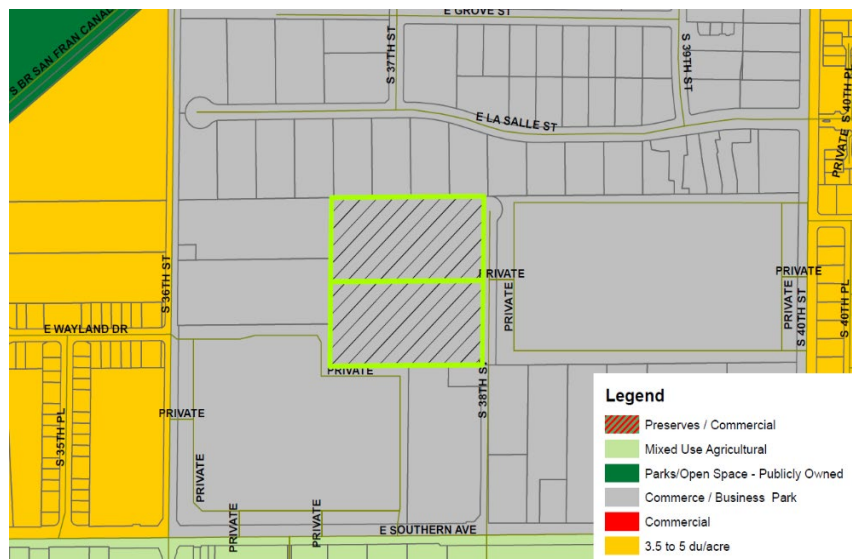 E GROVE ST
S BR SAN FRAN CANAL
S 37TH ST
S 39TH ST
S 40TH PL
E LA SALLE ST
PRIVATE
S 36TH ST
PRIVATE
PRIVATE
PRIVATE
PRIVATE
S 40TH ST
S 40TH PL
E WAYLAND DR
PRIVATE
S 38TH S
S 35TH PL
PRIVATE
PRIVATE
PRIVATE
PRIVATE
E SOUTHERN AVE
Legend
Preserves / Commercial
Mixed Use Agricultural
Parks/Open Space - Publicly Owned
Commerce / Business Park
Commercial
3.5 to 5 du/acre